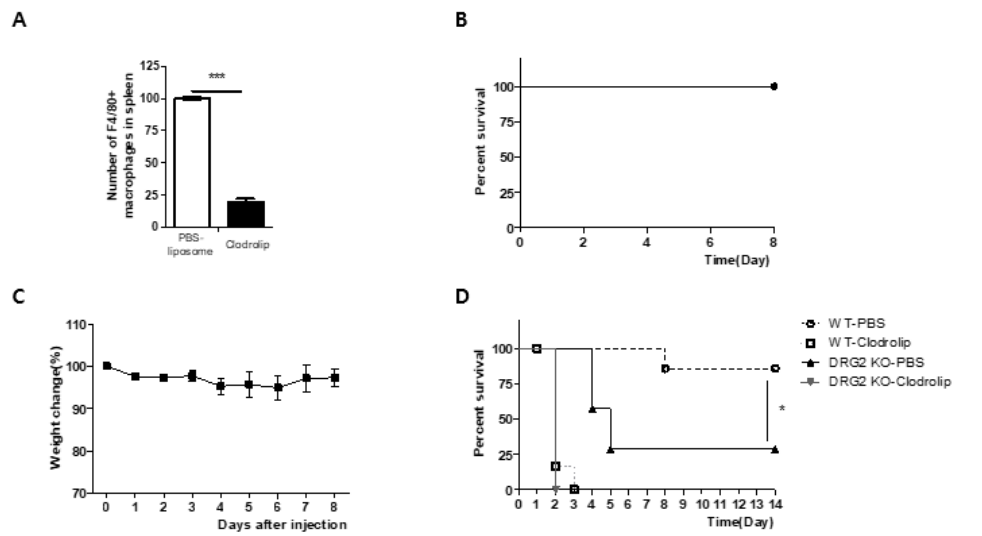 A
Number of F4/80+
macrophages in spleen
125
100
75
50
25
0
***
PBS-
liposome
Clodrolip
B
Percent survival
100
75
50
25
0
0 2 4 6 8
Time(Day)
C
Weight change(%)
110
100
90
80
70
0 1 2 3 4 5 6 7 8
Days after injection
D
Percent survival
100
75
50
25
0
0 1 2 3 4 5 6 7 8 9 10 11 12 13 14
Time(Day)
*
WT-PBS
WT-Clodrolip
DRG2 KO-PBS
DRG2 KO-Clodrolip